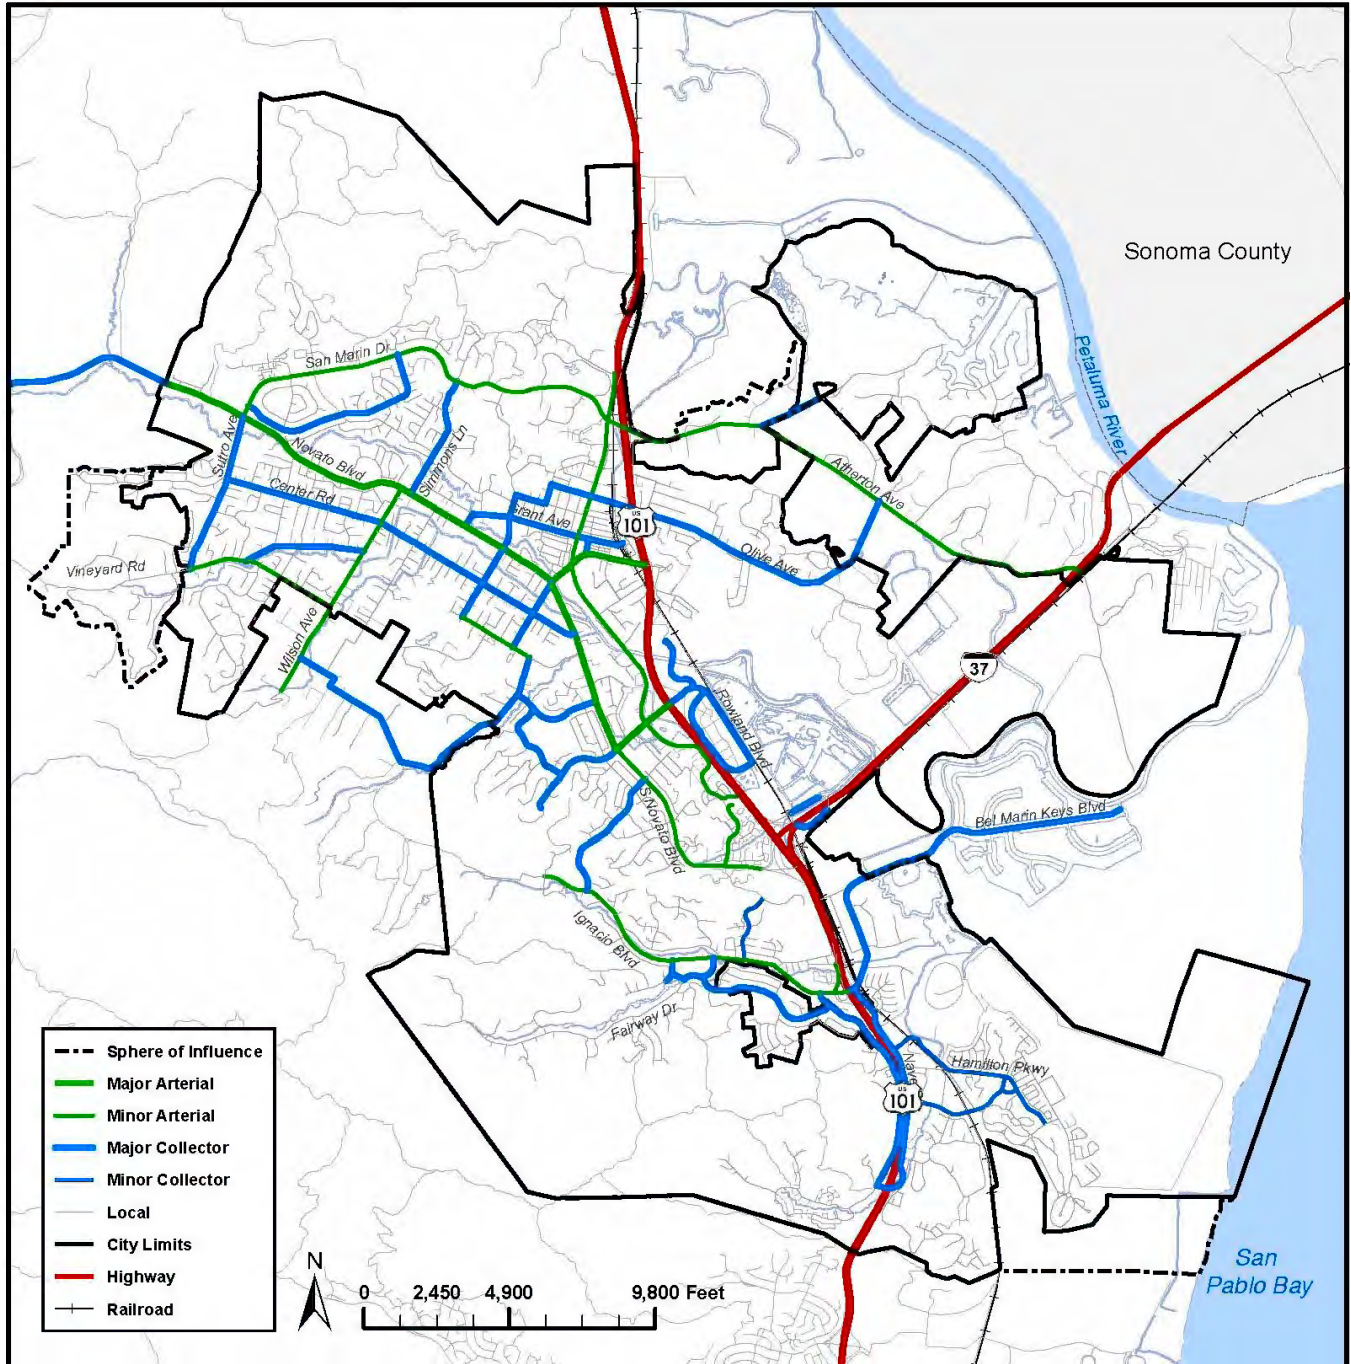 Sonoma County
Petaluma River
San Marin Dr
Sutro Ave
Novato Blvd
Simmons Ln
Center Rd
Grant Ave
US
101
Atherton Ave
Olive Ave
Vineyard Rd
Wilson Ave
37
Rowland Blvd
S Novato Blvd
Bel Marin Keys Blvd
Ignacio Blvd
Fairway Dr
Nave
Hamilton Pkwy
US
101
Sphere of Influence
Major Arterial
Minor Arterial
Major Collector
Minor Collector
Local
City Limits
Highway
Railroad
N
0 2,450 4,900 9,800 Feet
San
Pablo Bay